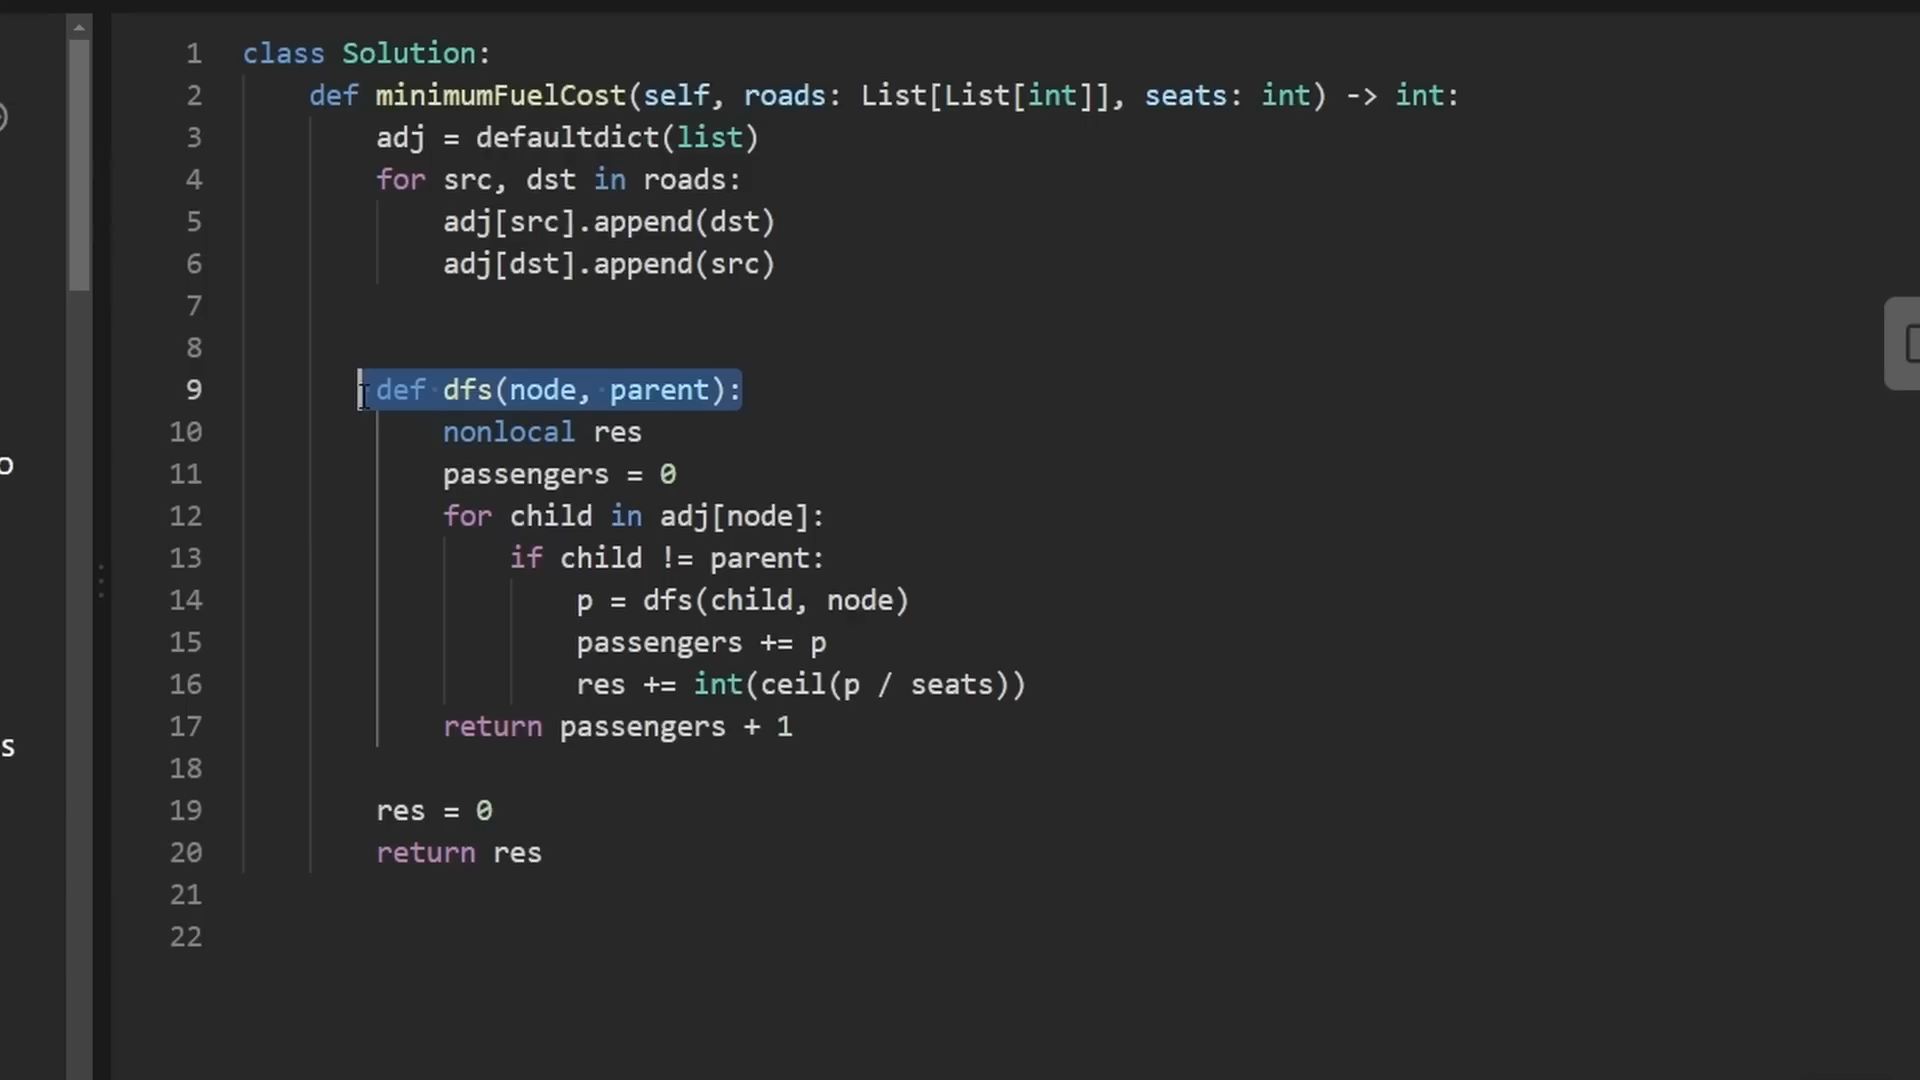 1 class Solution:
2 def minimumFuelCost(self, roads: List[List[int]], seats: int) -> int:
3 adj = defaultdict(list)
4 for src, dst in roads:
5 adj[src].append(dst)
6 adj[dst].append(src)
7
8
9 def dfs(node, parent):
10 nonlocal res
11 passengers = 0
12 for child in adj[node]:
13 if child != parent:
14 p = dfs(child, node)
15 passengers += p
16 res += int(ceil(p / seats))
17 return passengers + 1
18
19 res = 0
20 return res
21
22
o
s